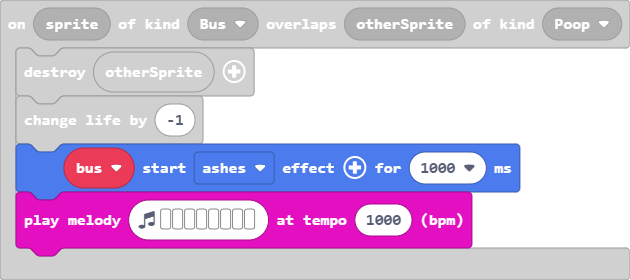 on sprite of kind Bus overlaps otherSprite of kind Poop
destroy otherSprite
change life by -1
bus start ashes effect for 1000 ms
play melody at tempo 1000 (bpm)